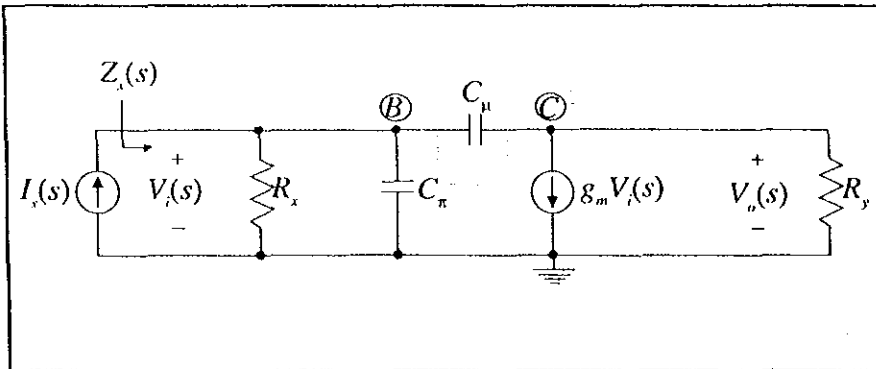 Z_x(s)
B
C_μ
C
I_x(s)
+
V_i(s)
−
R_x
C_π
g_m V_i(s)
+
V_o(s)
−
R_y